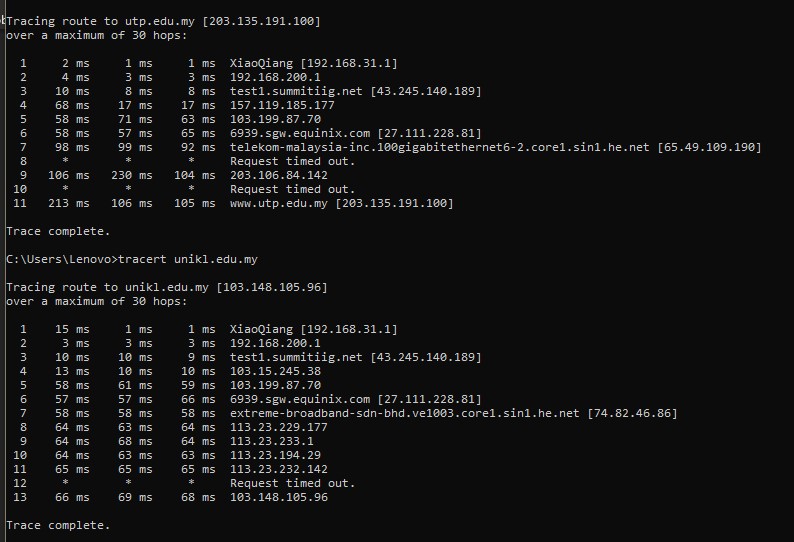 Tracing route to utp.edu.my [203.135.191.100]
over a maximum of 30 hops:
1 2 ms 1 ms 1 ms XiaoQiang [192.168.31.1]
2 4 ms 3 ms 3 ms 192.168.200.1
3 10 ms 8 ms 8 ms test1.summitiig.net [43.245.140.189]
4 68 ms 17 ms 17 ms 157.119.185.177
5 58 ms 71 ms 63 ms 103.199.87.70
6 58 ms 57 ms 65 ms 6939.sgw.equinix.com [27.111.228.81]
7 98 ms 99 ms 92 ms telekom-malaysia-inc.100gigabitethernet6-2.core1.sin1.he.net [65.49.109.190]
8 * * * Request timed out.
9 106 ms 230 ms 104 ms 203.106.84.142
10 * * * Request timed out.
11 213 ms 106 ms 105 ms www.utp.edu.my [203.135.191.100]
Trace complete.
C:\Users\Lenovo>tracert unikl.edu.my
Tracing route to unikl.edu.my [103.148.105.96]
over a maximum of 30 hops:
1 15 ms 1 ms 1 ms XiaoQiang [192.168.31.1]
2 3 ms 3 ms 3 ms 192.168.200.1
3 10 ms 10 ms 9 ms test1.summitiig.net [43.245.140.189]
4 13 ms 10 ms 10 ms 103.15.245.38
5 58 ms 61 ms 59 ms 103.199.87.70
6 57 ms 57 ms 66 ms 6939.sgw.equinix.com [27.111.228.81]
7 58 ms 58 ms 58 ms extreme-broadband-sdn-bhd.ve1003.core1.sin1.he.net [74.82.46.86]
8 64 ms 63 ms 64 ms 113.23.229.177
9 64 ms 68 ms 64 ms 113.23.233.1
10 64 ms 63 ms 63 ms 113.23.194.29
11 65 ms 65 ms 65 ms 113.23.232.142
12 * * * Request timed out.
13 66 ms 69 ms 68 ms 103.148.105.96
Trace complete.